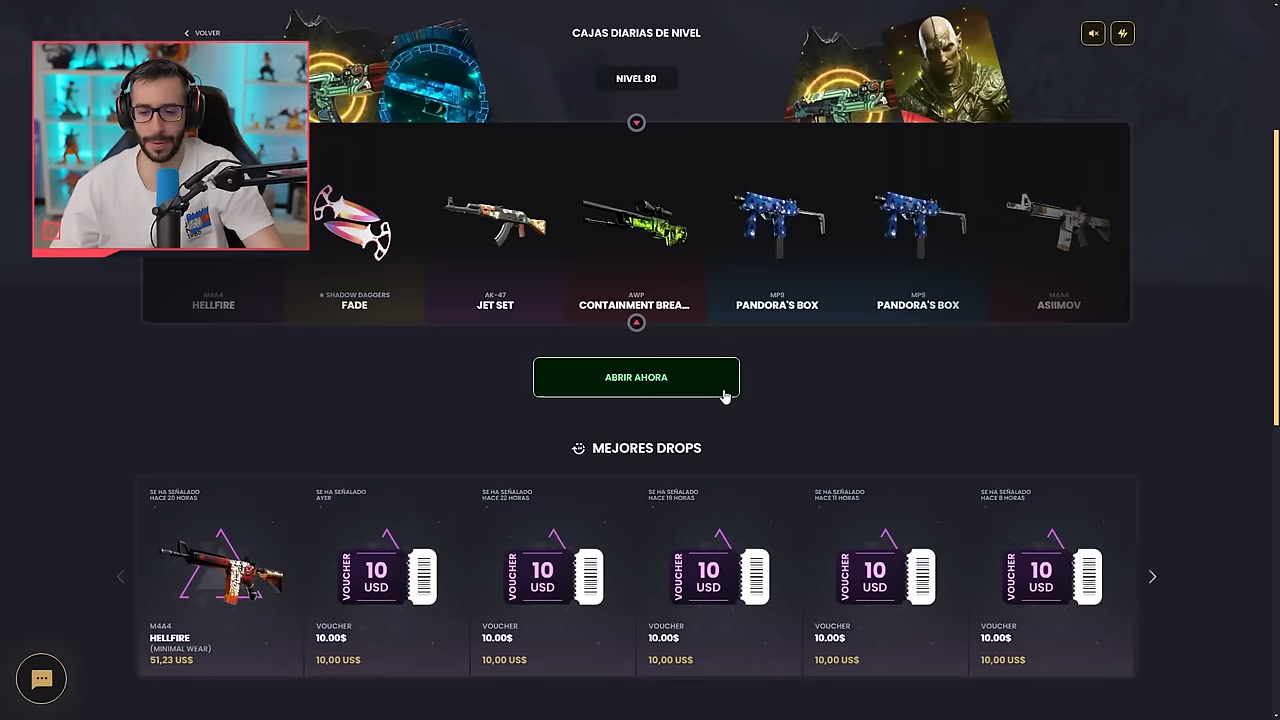 VOLVER
CAJAS DIARIAS DE NIVEL
NIVEL 80
M4A4
HELLFIRE
★ SHADOW DAGGERS
FADE
AK-47
JET SET
AWP
CONTAINMENT BREA...
MP9
PANDORA'S BOX
MP9
PANDORA'S BOX
M4A4
ASIIMOV
ABRIR AHORA
MEJORES DROPS
SE HA SEÑALADO
HACE 20 HORAS
SE HA SEÑALADO
AYER
SE HA SEÑALADO
HACE 22 HORAS
SE HA SEÑALADO
HACE 19 HORAS
SE HA SEÑALADO
HACE 11 HORAS
SE HA SEÑALADO
HACE 8 HORAS
VOUCHER
10
USD
VOUCHER
10
USD
VOUCHER
10
USD
VOUCHER
10
USD
VOUCHER
10
USD
M4A4
HELLFIRE
(MINIMAL WEAR)
51,23 US$
VOUCHER
10.00$
10,00 US$
VOUCHER
10.00$
10,00 US$
VOUCHER
10.00$
10,00 US$
VOUCHER
10.00$
10,00 US$
VOUCHER
10.00$
10,00 US$